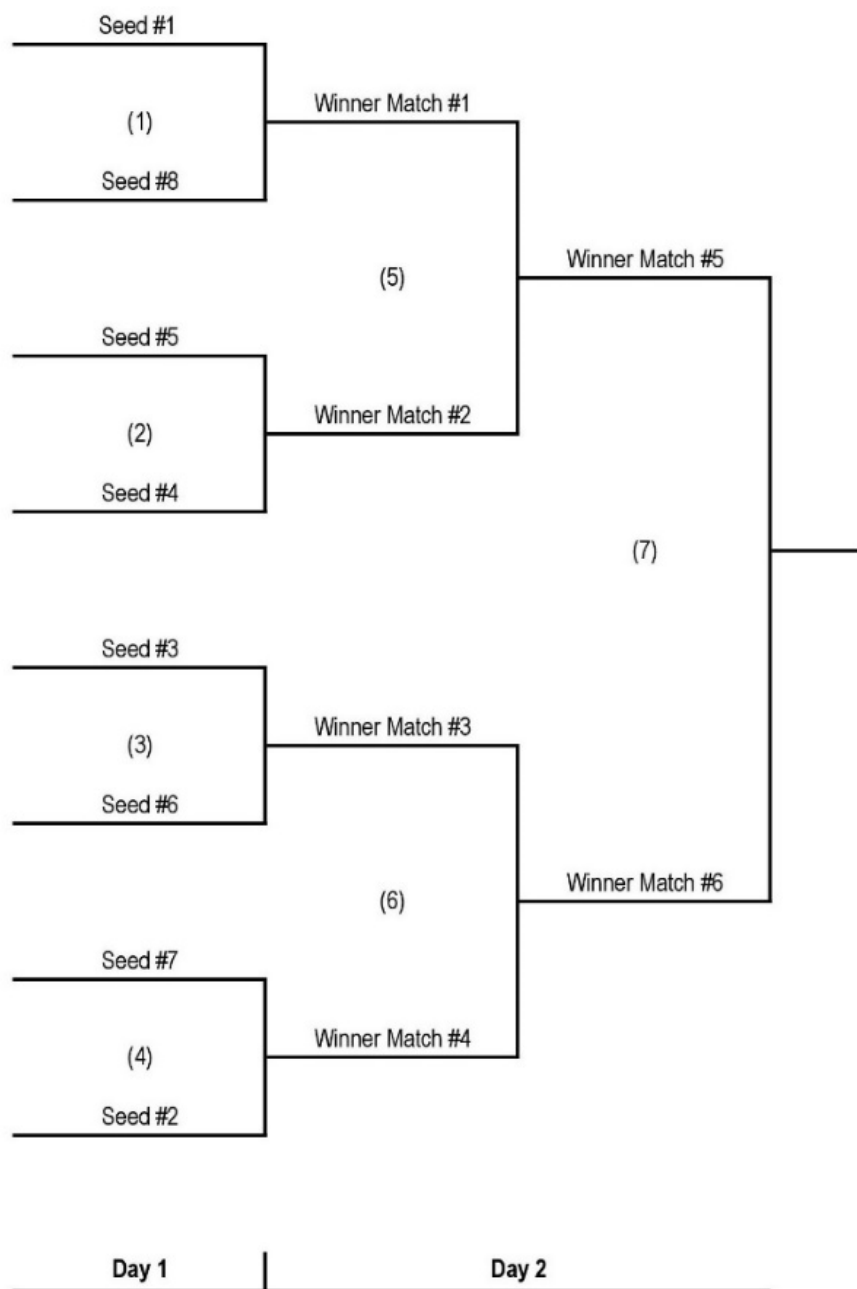 Seed #1
Winner Match #1
(1)
Seed #8
Winner Match #5
(5)
Seed #5
Winner Match #2
(2)
Seed #4
(7)
Seed #3
Winner Match #3
(3)
Seed #6
Winner Match #6
(6)
Seed #7
Winner Match #4
(4)
Seed #2
Day 1
Day 2